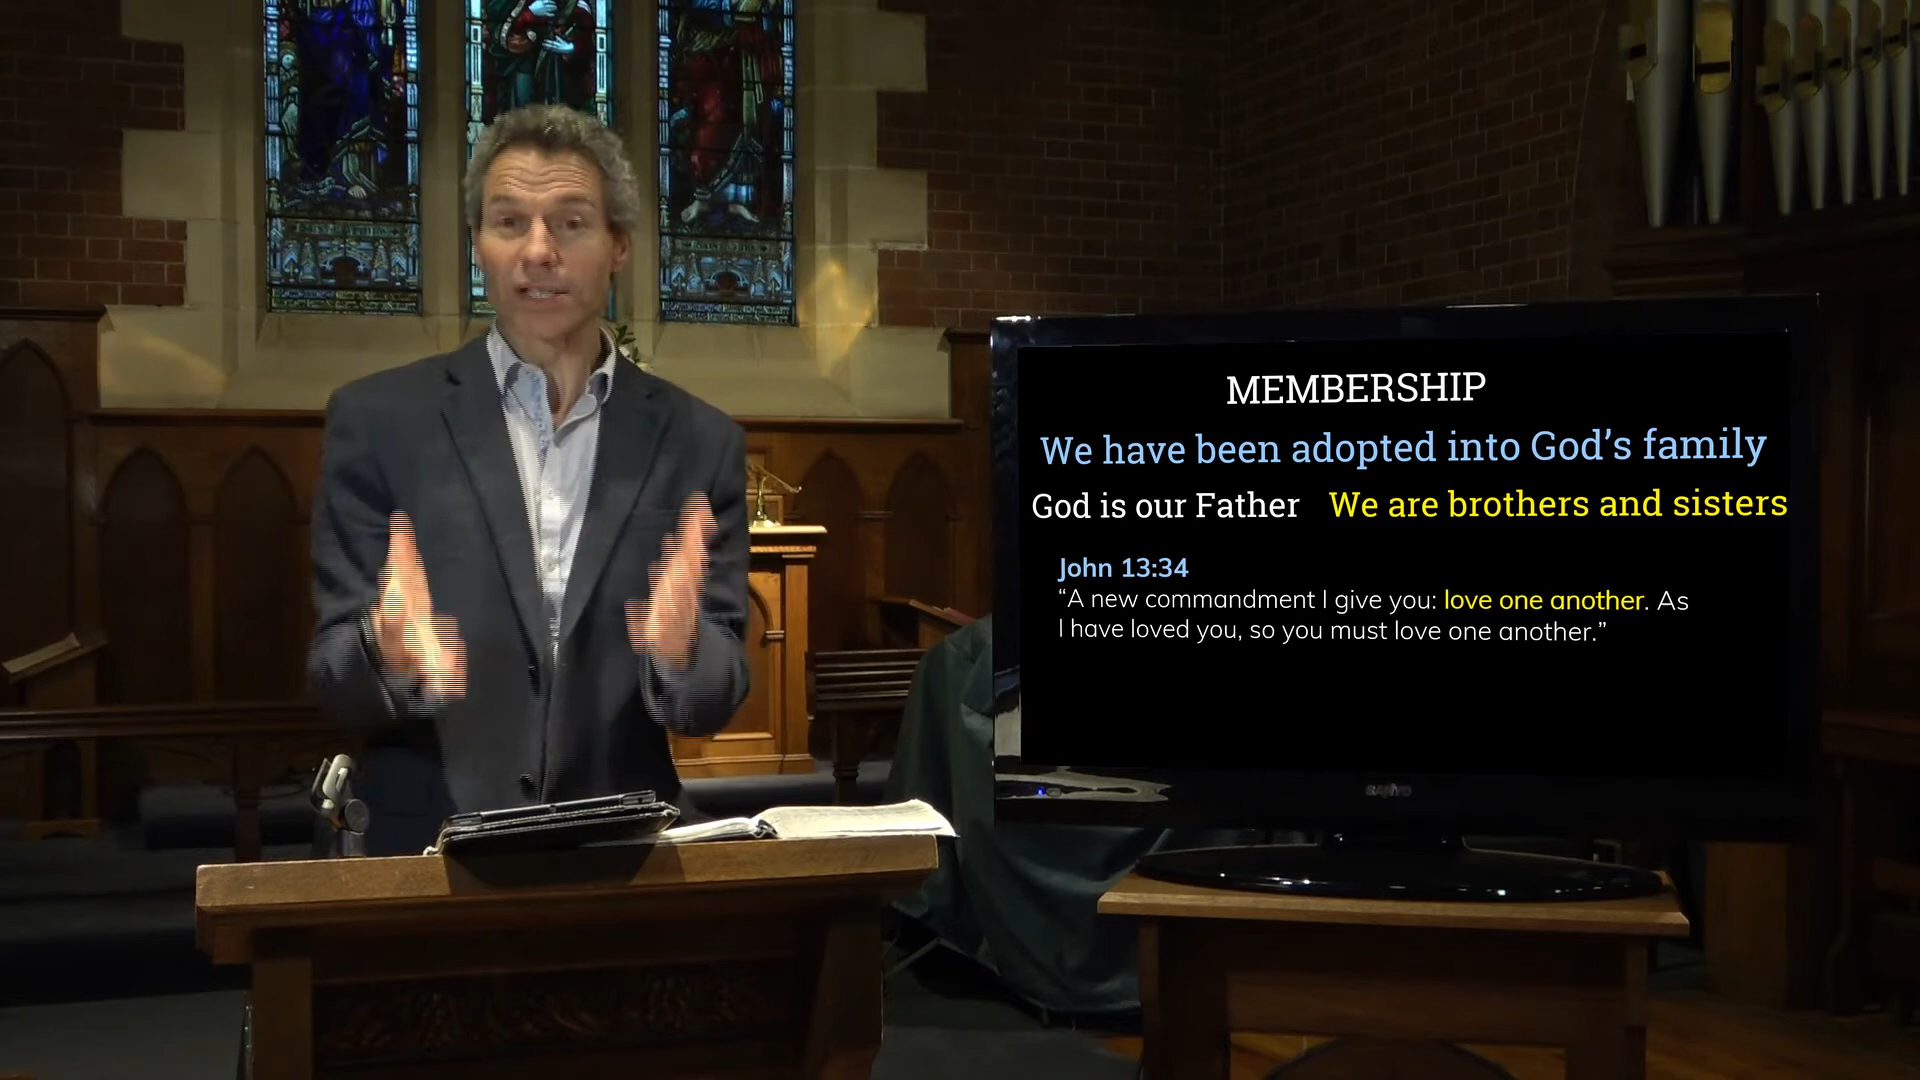 MEMBERSHIP
We have been adopted into God’s family
God is our Father We are brothers and sisters
John 13:34
“A new commandment I give you: love one another. As
I have loved you, so you must love one another.”
SANYO